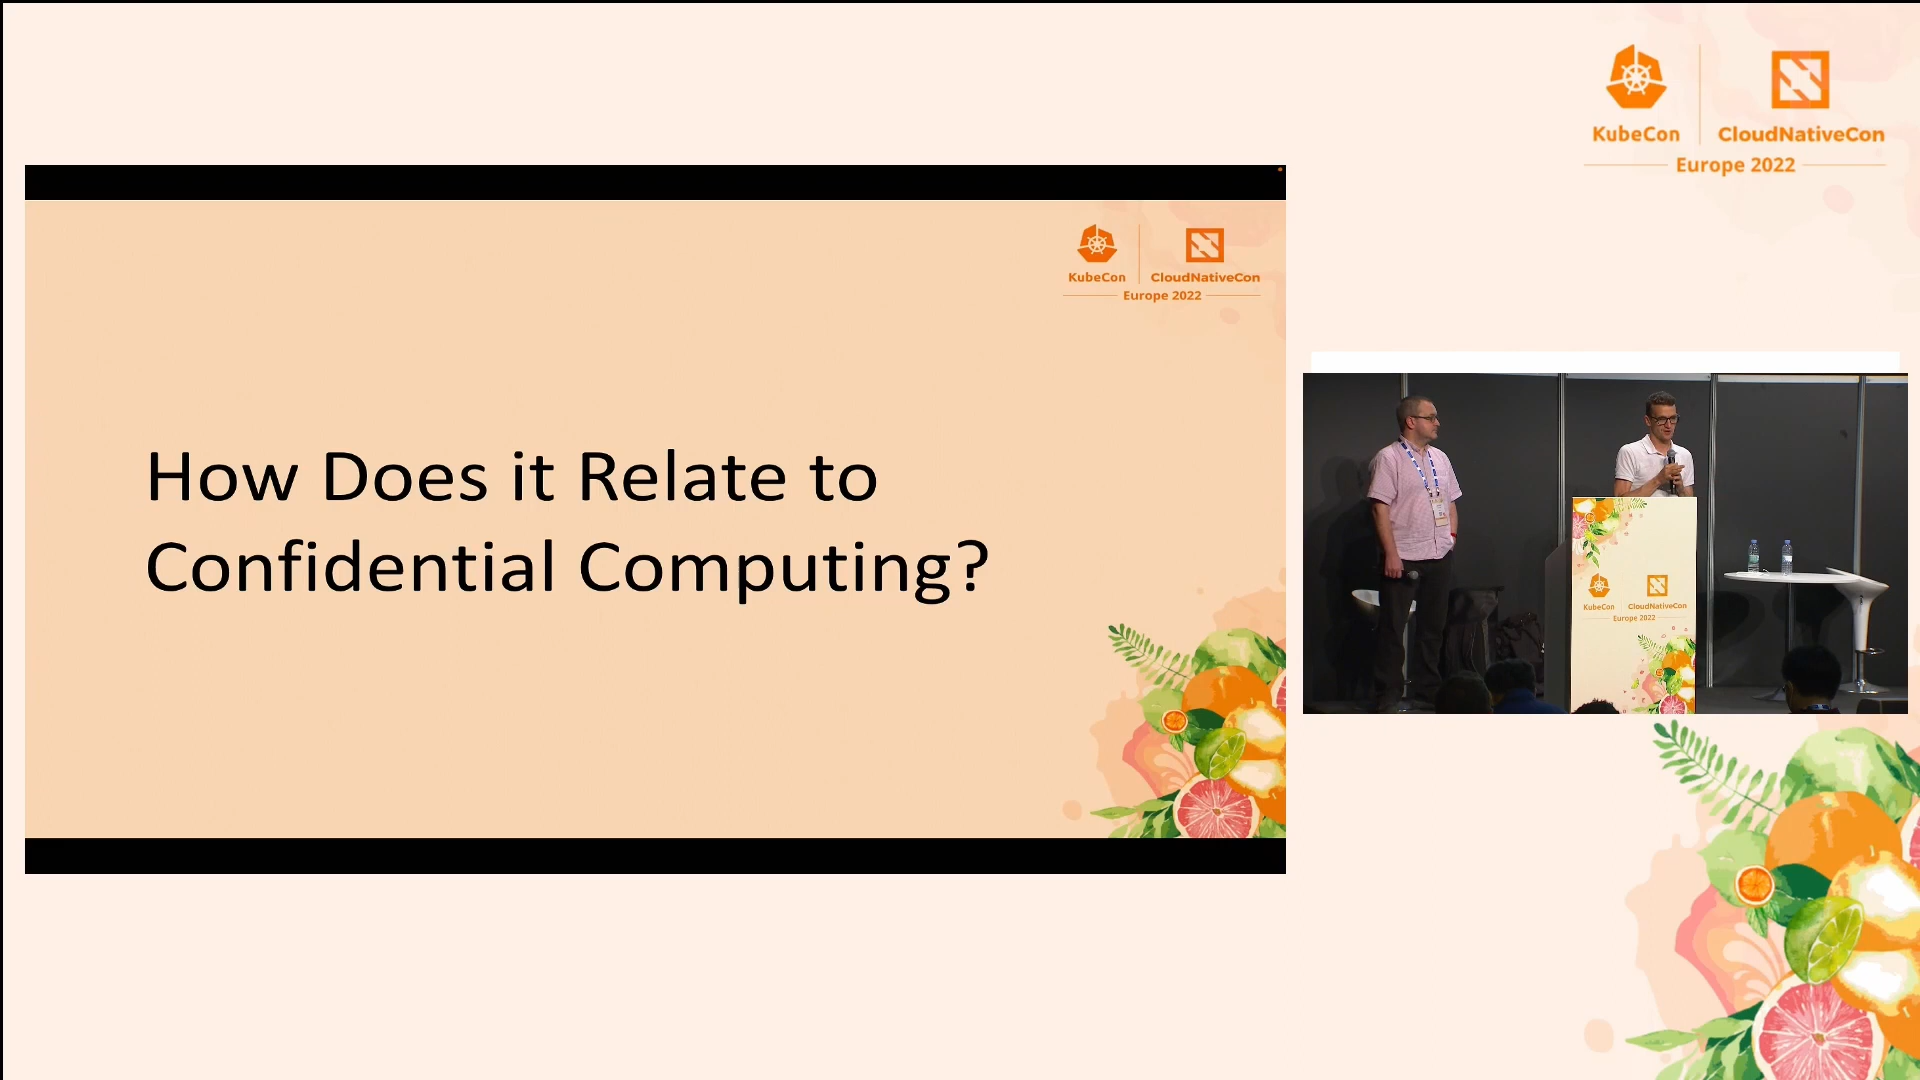 KubeCon
CloudNativeCon
Europe 2022
KubeCon
CloudNativeCon
Europe 2022
How Does it Relate to
Confidential Computing?
KubeCon
CloudNativeCon
Europe 2022